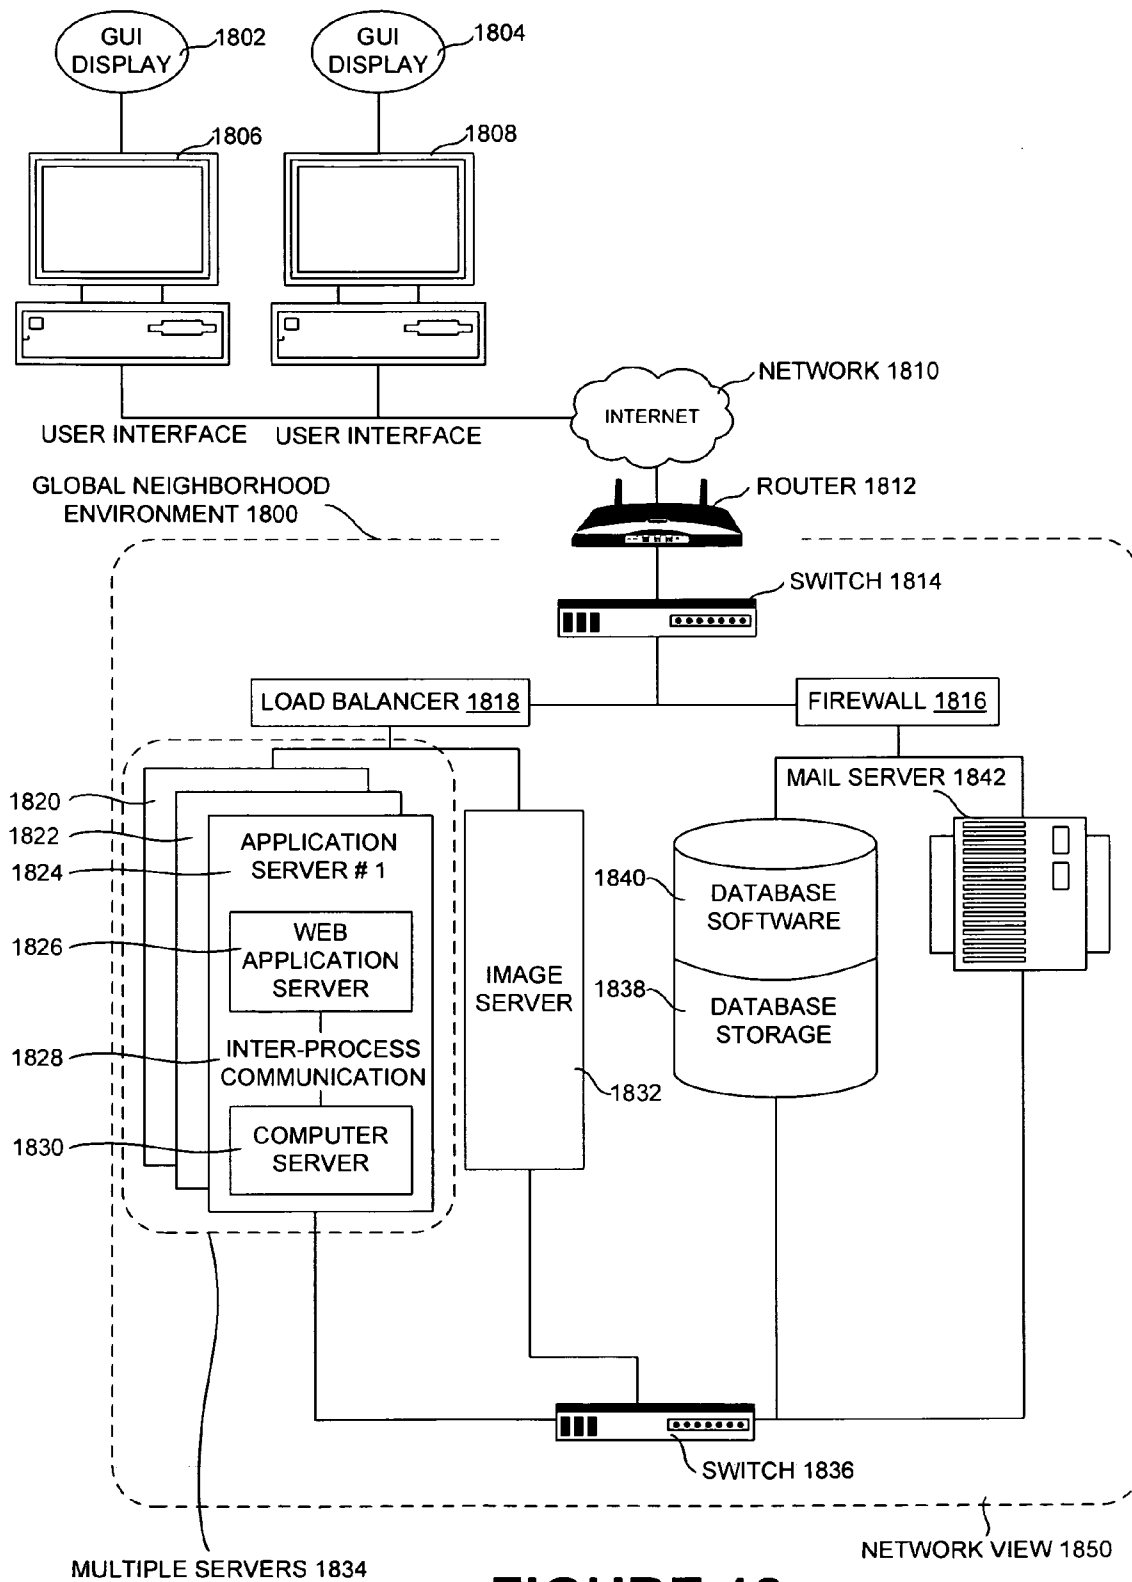 GUI
DISPLAY
1802
GUI
DISPLAY
1804
1806
1808
USER INTERFACE
USER INTERFACE
NETWORK 1810
INTERNET
ROUTER 1812
GLOBAL NEIGHBORHOOD
ENVIRONMENT 1800
SWITCH 1814
LOAD BALANCER 1818
FIREWALL 1816
MAIL SERVER 1842
1820
1822
1824
APPLICATION
SERVER # 1
1826
WEB
APPLICATION
SERVER
1828
INTER-PROCESS
COMMUNICATION
1830
COMPUTER
SERVER
IMAGE
SERVER
1832
1840
DATABASE
SOFTWARE
1838
DATABASE
STORAGE
SWITCH 1836
NETWORK VIEW 1850
MULTIPLE SERVERS 1834